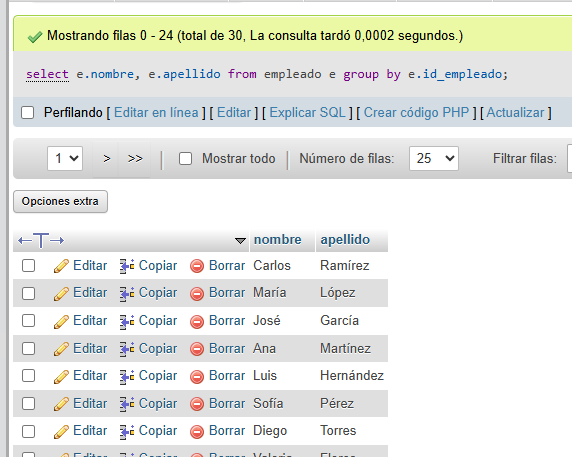 Mostrando filas 0 - 24 (total de 30, La consulta tardó 0,0002 segundos.)
select e.nombre, e.apellido from empleado e group by e.id_empleado;
Perfilando [ Editar en línea ] [ Editar ] [ Explicar SQL ] [ Crear código PHP ] [ Actualizar ]
1 > >> | Mostrar todo | Número de filas: 25 Filtrar filas:
Opciones extra
←T→ nombre apellido
Editar Copiar Borrar Carlos Ramírez
Editar Copiar Borrar María López
Editar Copiar Borrar José García
Editar Copiar Borrar Ana Martínez
Editar Copiar Borrar Luis Hernández
Editar Copiar Borrar Sofía Pérez
Editar Copiar Borrar Diego Torres
Editar Copiar Borrar